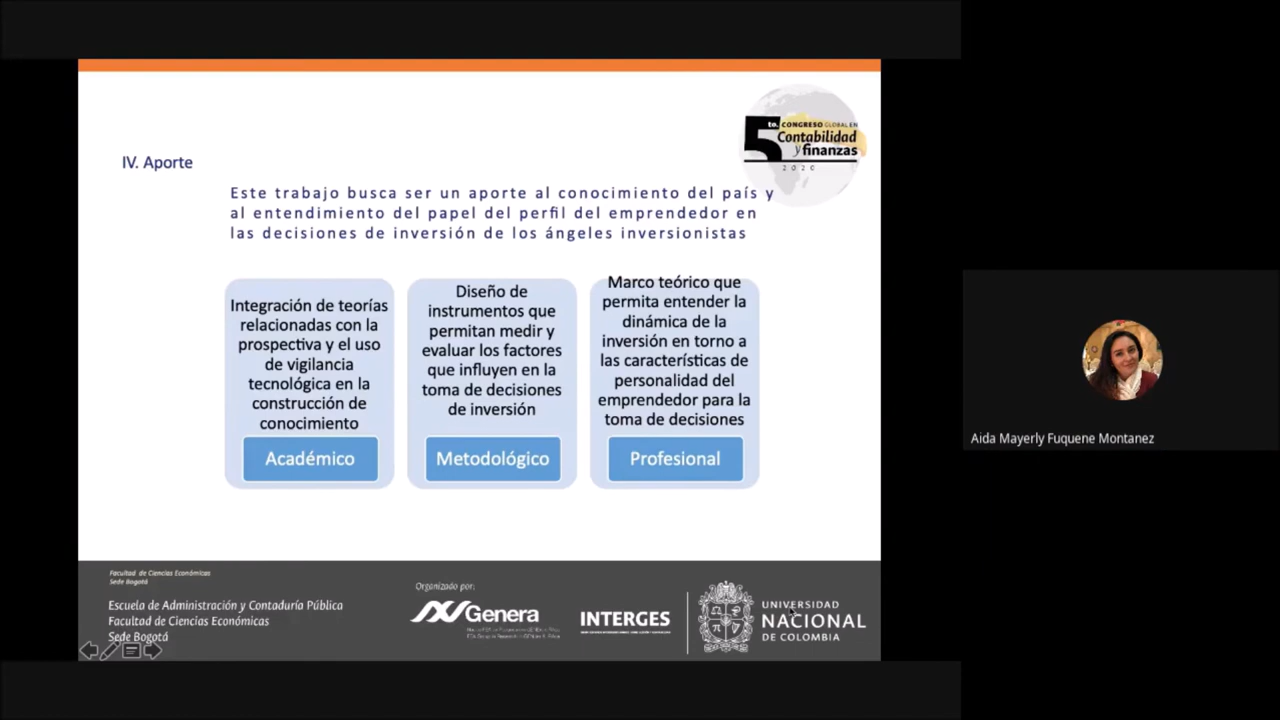 5to. CONGRESO GLOBAL EN
Contabilidad
y finanzas
2020
IV. Aporte
Este trabajo busca ser un aporte al conocimiento del país y
al entendimiento del papel del perfil del emprendedor en
las decisiones de inversión de los ángeles inversionistas
Integración de teorías
relacionadas con la
prospectiva y el uso
de vigilancia
tecnológica en la
construcción de
conocimiento
Académico
Diseño de
instrumentos que
permitan medir y
evaluar los factores
que influyen en la
toma de decisiones
de inversión
Metodológico
Marco teórico que
permita entender la
dinámica de la
inversión en torno a
las características de
personalidad del
emprendedor para la
toma de decisiones
Profesional
Aida Mayerly Fuquene Montanez
Facultad de Ciencias Económicas
Sede Bogotá
Escuela de Administración y Contaduría Pública
Facultad de Ciencias Económicas
Sede Bogotá
Organizado por:
Genera
INTERGES
UNIVERSIDAD
NACIONAL
DE COLOMBIA